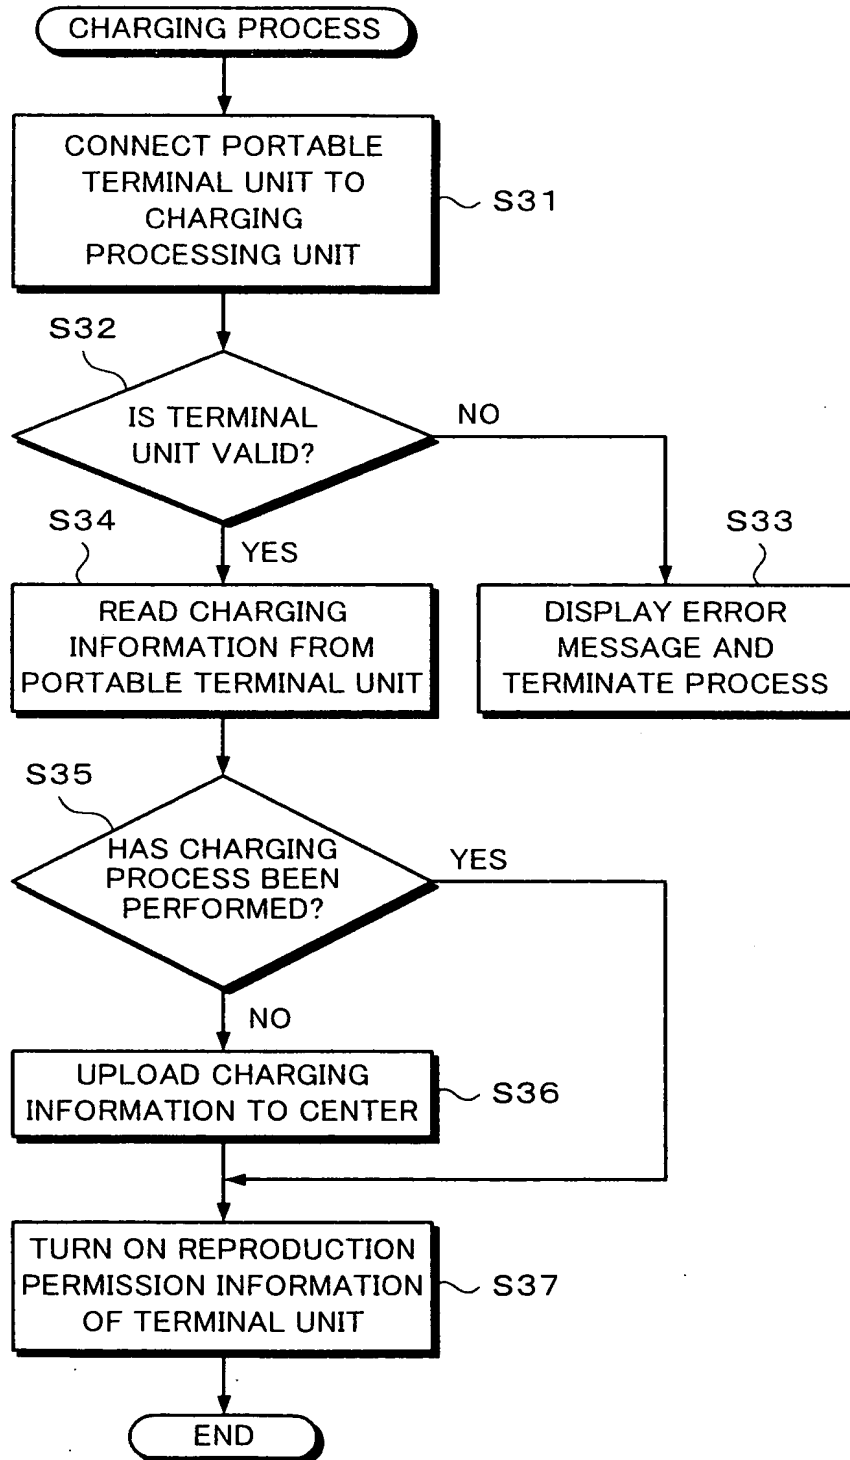 CHARGING PROCESS
CONNECT PORTABLE
TERMINAL UNIT TO
CHARGING
PROCESSING UNIT
S31
S32
IS TERMINAL
UNIT VALID?
NO
S34
YES
S33
READ CHARGING
INFORMATION FROM
PORTABLE TERMINAL UNIT
DISPLAY ERROR
MESSAGE AND
TERMINATE PROCESS
S35
HAS CHARGING
PROCESS BEEN
PERFORMED?
YES
NO
UPLOAD CHARGING
INFORMATION TO CENTER
S36
TURN ON REPRODUCTION
PERMISSION INFORMATION
OF TERMINAL UNIT
S37
END